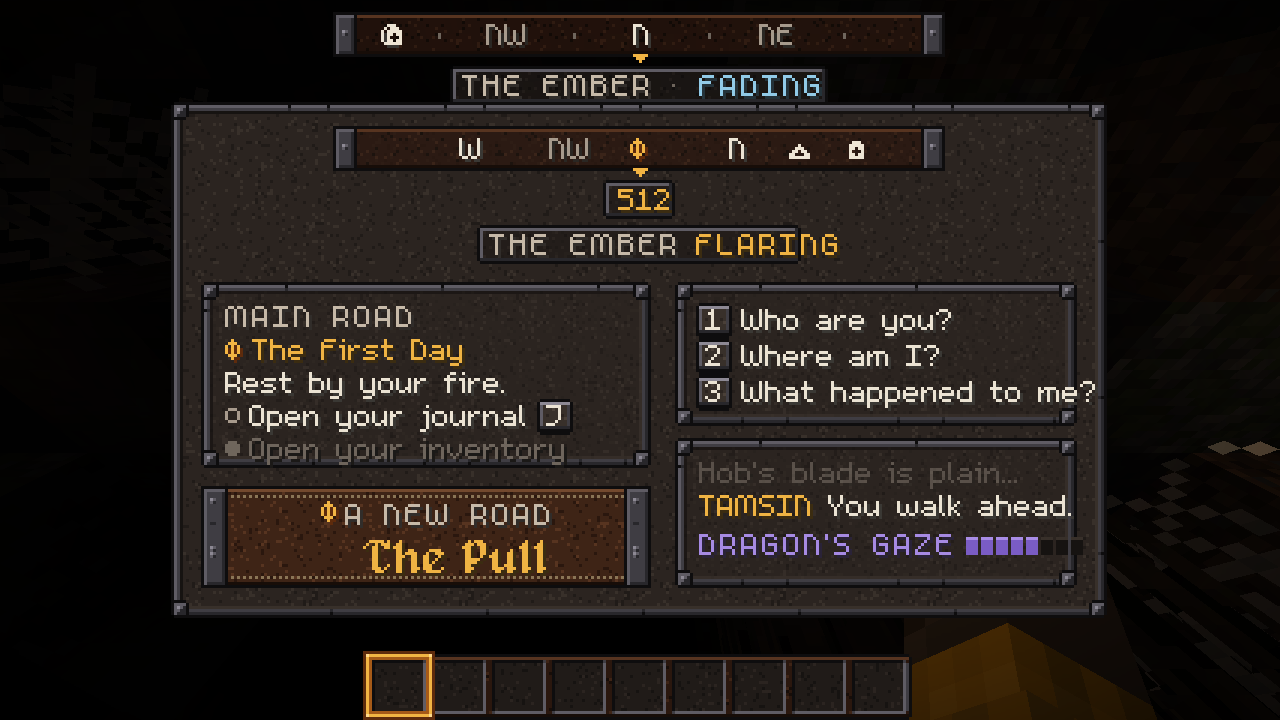 NW N NE
THE EMBER · FADING
W NW N
512
THE EMBER FLARING
MAIN ROAD
The First Day
Rest by your fire.
Open your journal J
Open your inventory
A NEW ROAD
The Pull
1 Who are you?
2 Where am I?
3 What happened to me?
Hob's blade is plain...
TAMSIN You walk ahead.
DRAGON'S GAZE